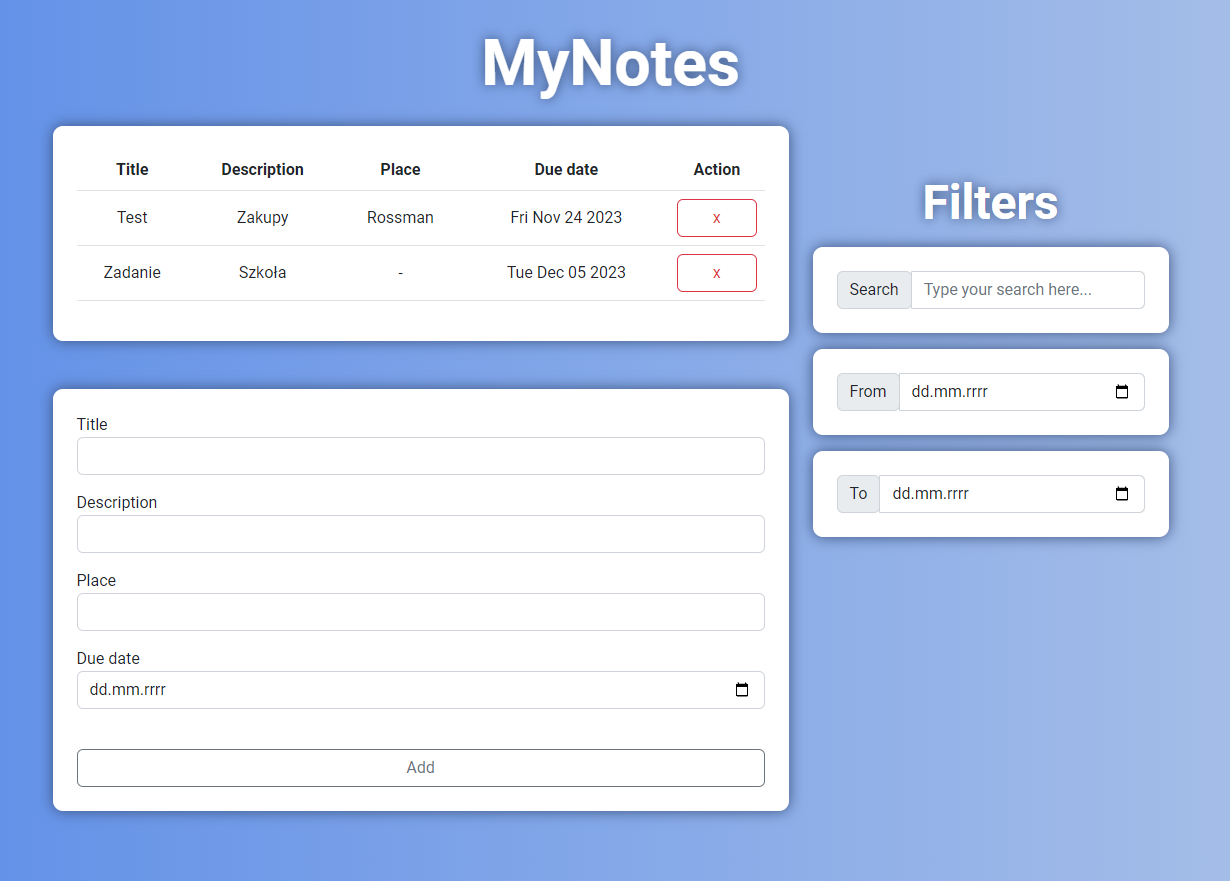 MyNotes
Title Description Place Due date Action
Test Zakupy Rossman Fri Nov 24 2023 x
Zadanie Szkoła - Tue Dec 05 2023 x
Title
Description
Place
Due date
dd.mm.rrrr
Add
Filters
Search Type your search here...
From dd.mm.rrrr
To dd.mm.rrrr